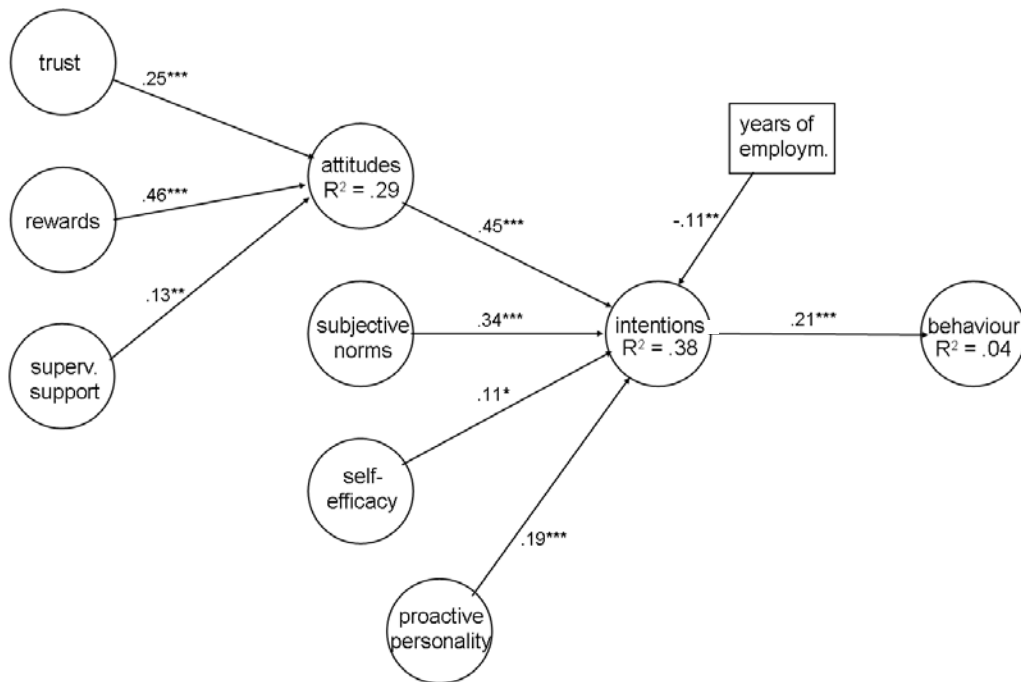 trust
.25***
years of
employm.
attitudes
R² = .29
.46***
rewards
.45***
-.11**
.13**
subjective
norms
.34***
intentions
R² = .38
.21***
behaviour
R² = .04
superv.
support
.11*
self-
efficacy
.19***
proactive
personality